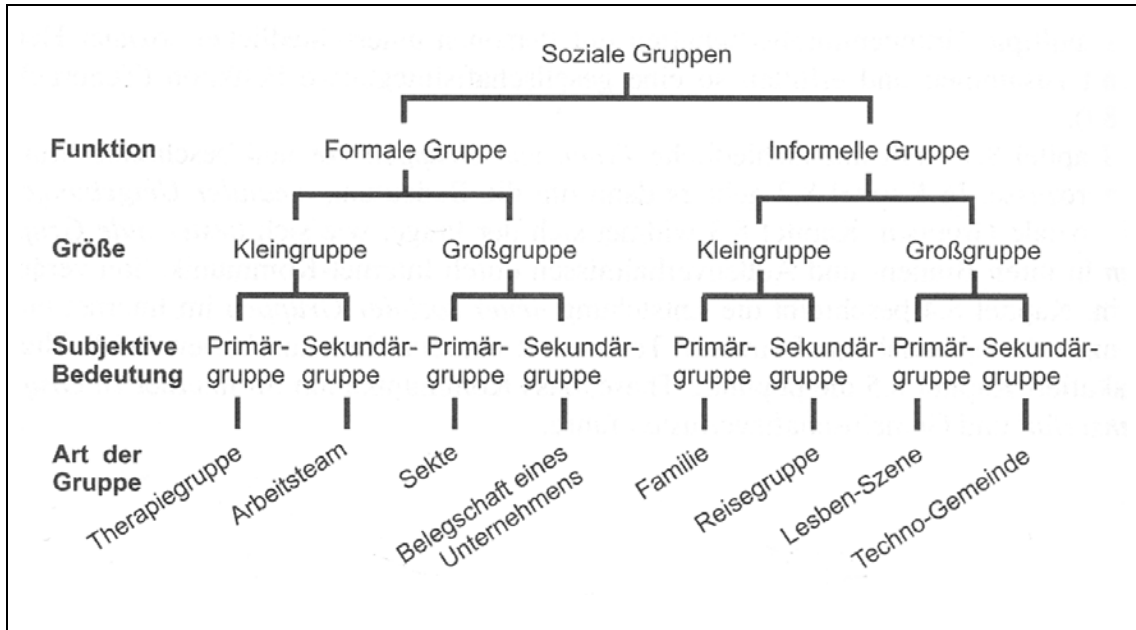 Soziale Gruppen
Funktion Formale Gruppe Informelle Gruppe
Größe Kleingruppe Großgruppe Kleingruppe Großgruppe
Subjektive Primär- Sekundär- Primär- Sekundär- Primär- Sekundär- Primär- Sekundär-
Bedeutung gruppe gruppe gruppe gruppe gruppe gruppe gruppe gruppe
Art der
Gruppe
Therapiegruppe
Arbeitsteam
Sekte
Belegschaft eines
Unternehmens
Familie
Reisegruppe
Lesben-Szene
Techno-Gemeinde